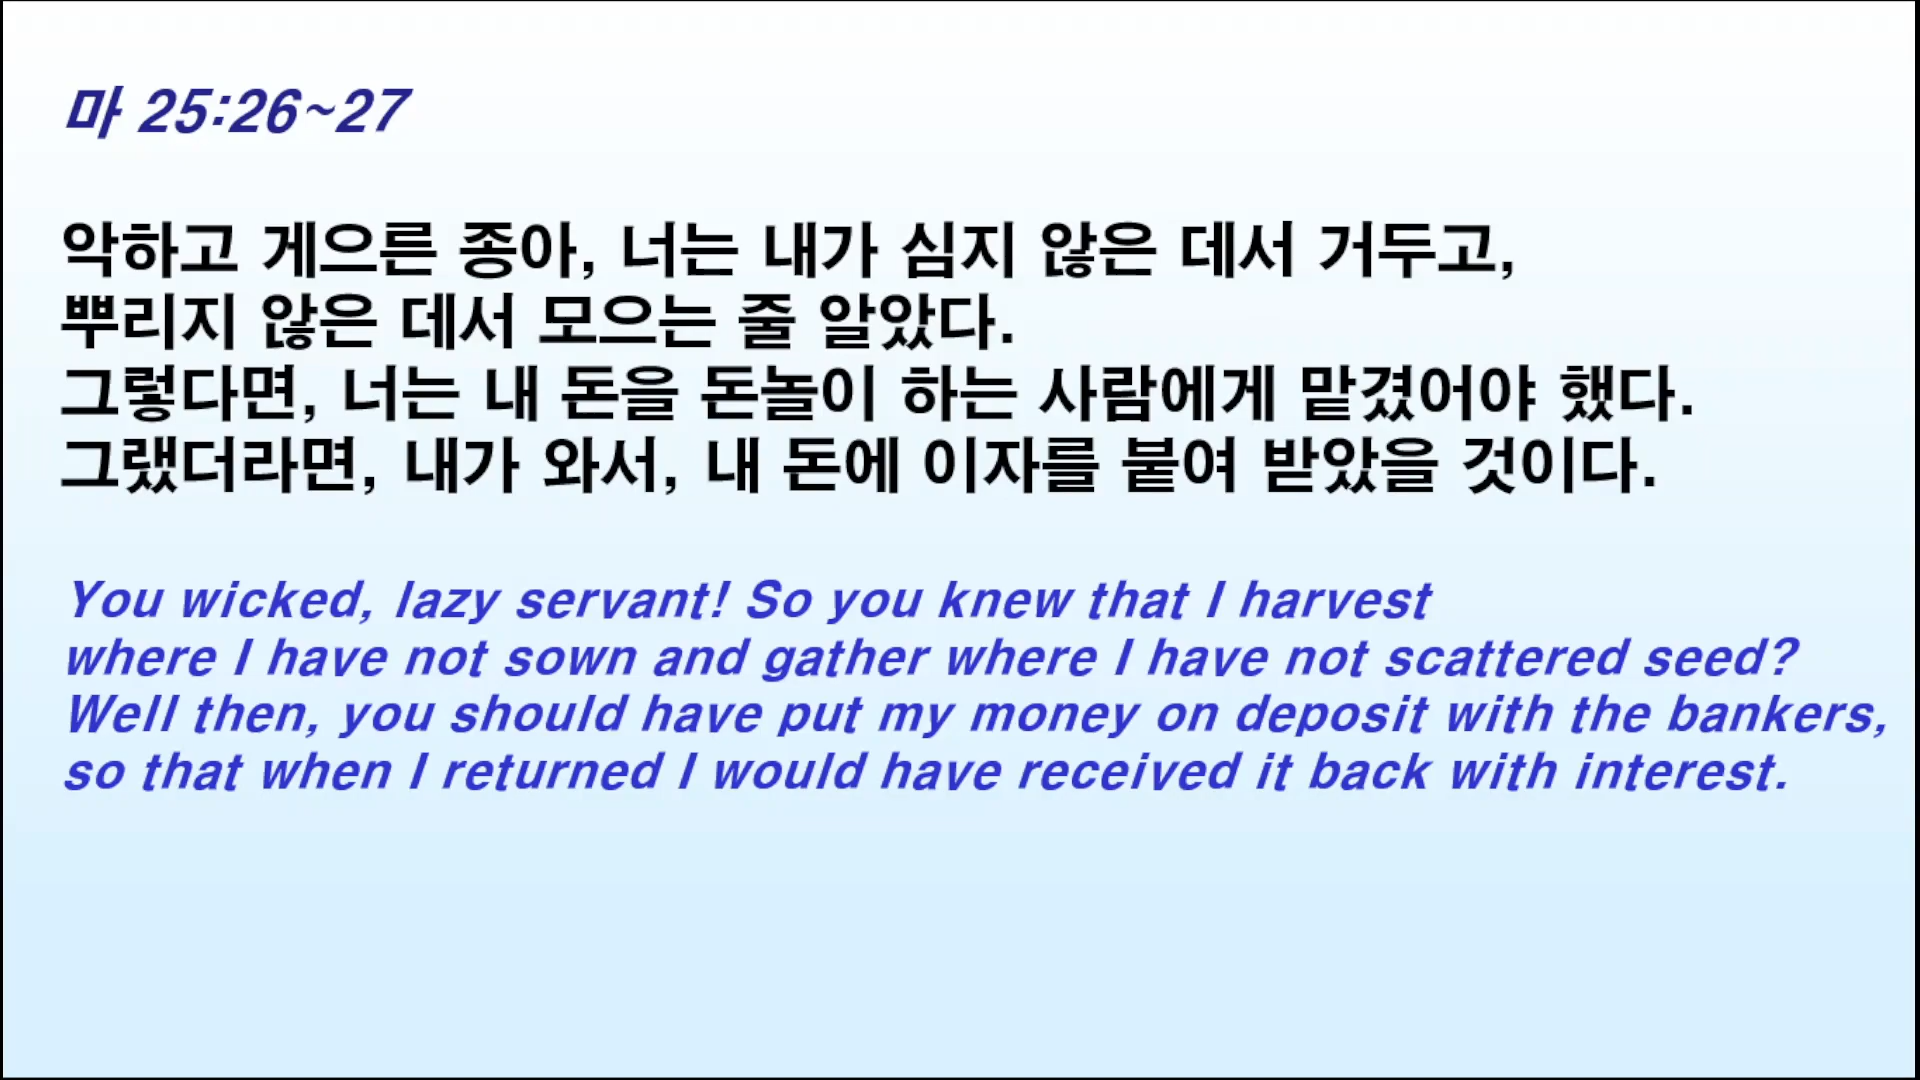 마 25:26~27
악하고 게으른 종아, 너는 내가 심지 않은 데서 거두고,
뿌리지 않은 데서 모으는 줄 알았다.
그렇다면, 너는 내 돈을 돈놀이 하는 사람에게 맡겼어야 했다.
그랬더라면, 내가 와서, 내 돈에 이자를 붙여 받았을 것이다.
You wicked, lazy servant! So you knew that I harvest
where I have not sown and gather where I have not scattered seed?
Well then, you should have put my money on deposit with the bankers,
so that when I returned I would have received it back with interest.